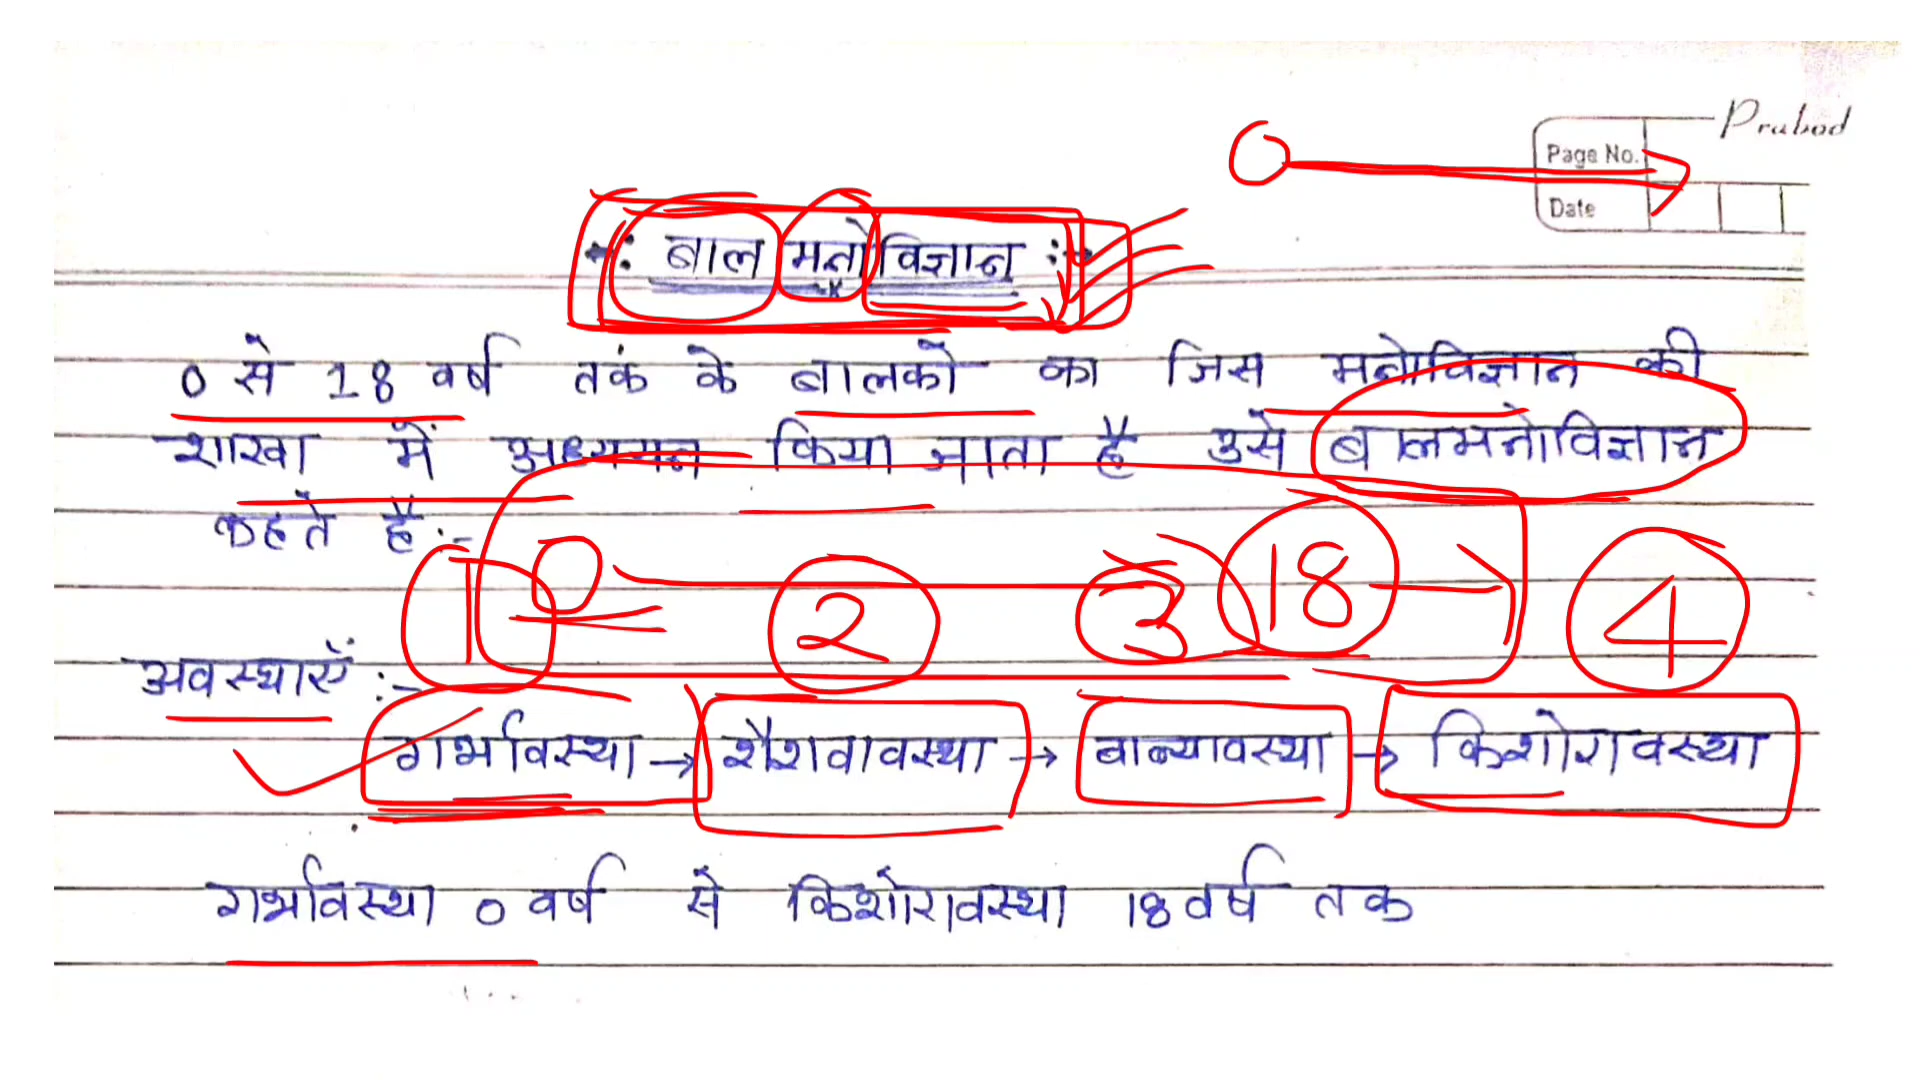 Prabod
Page No.
Date
:बाल मनोविज्ञान:
0 से 18 वर्ष तक के बालको का जिस मनोविज्ञान की
शाखा में अध्ययन किया जाता है उसे बालमनोविज्ञान
कहते है:-
0 18
1 2 3 4
अवस्थाएँ :-
गर्भावस्था → शैशवावस्था → बाल्यावस्था → किशोरावस्था
गर्भावस्था 0 वर्ष से किशोरावस्था 18 वर्ष तक